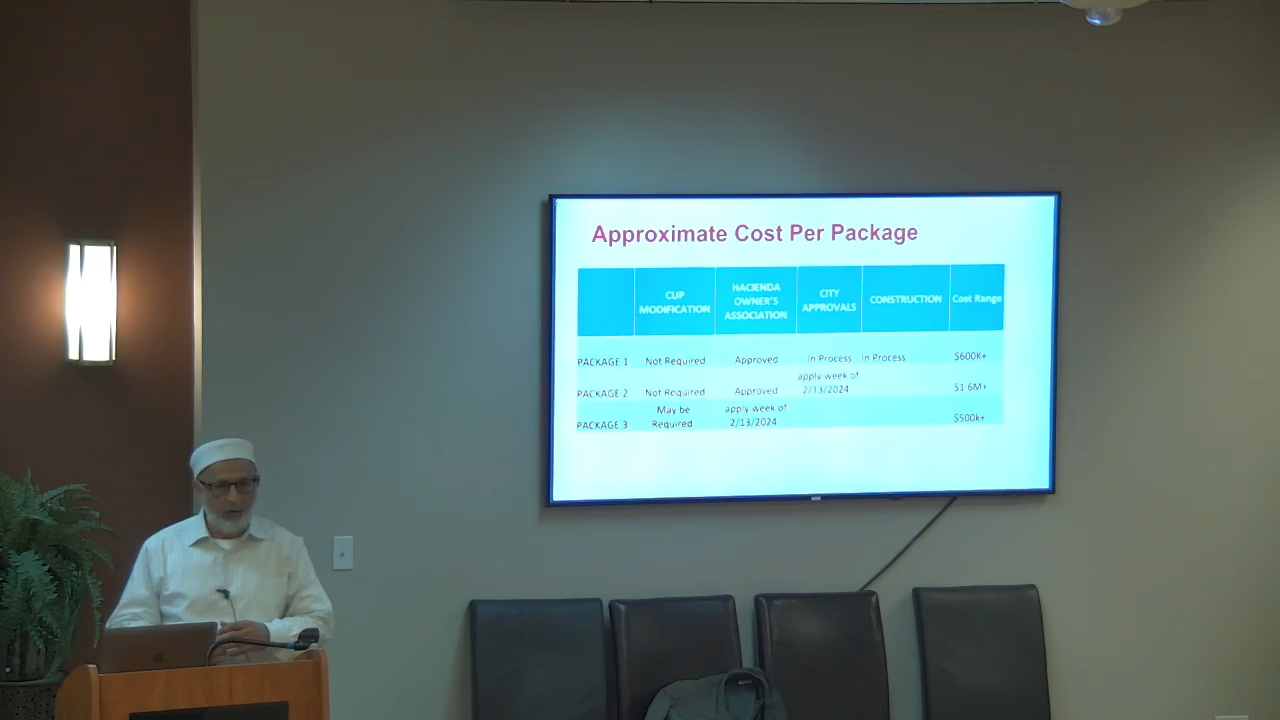 Approximate Cost Per Package
CUP MODIFICATION HACIENDA OWNER'S ASSOCIATION CITY APPROVALS CONSTRUCTION Cost Range
PACKAGE 1 Not Required Approved In Process In Process $600K+
PACKAGE 2 Not Required Approved apply week of 2/13/2024 $1.6M+
PACKAGE 3 May be Required apply week of 2/13/2024 $500k+